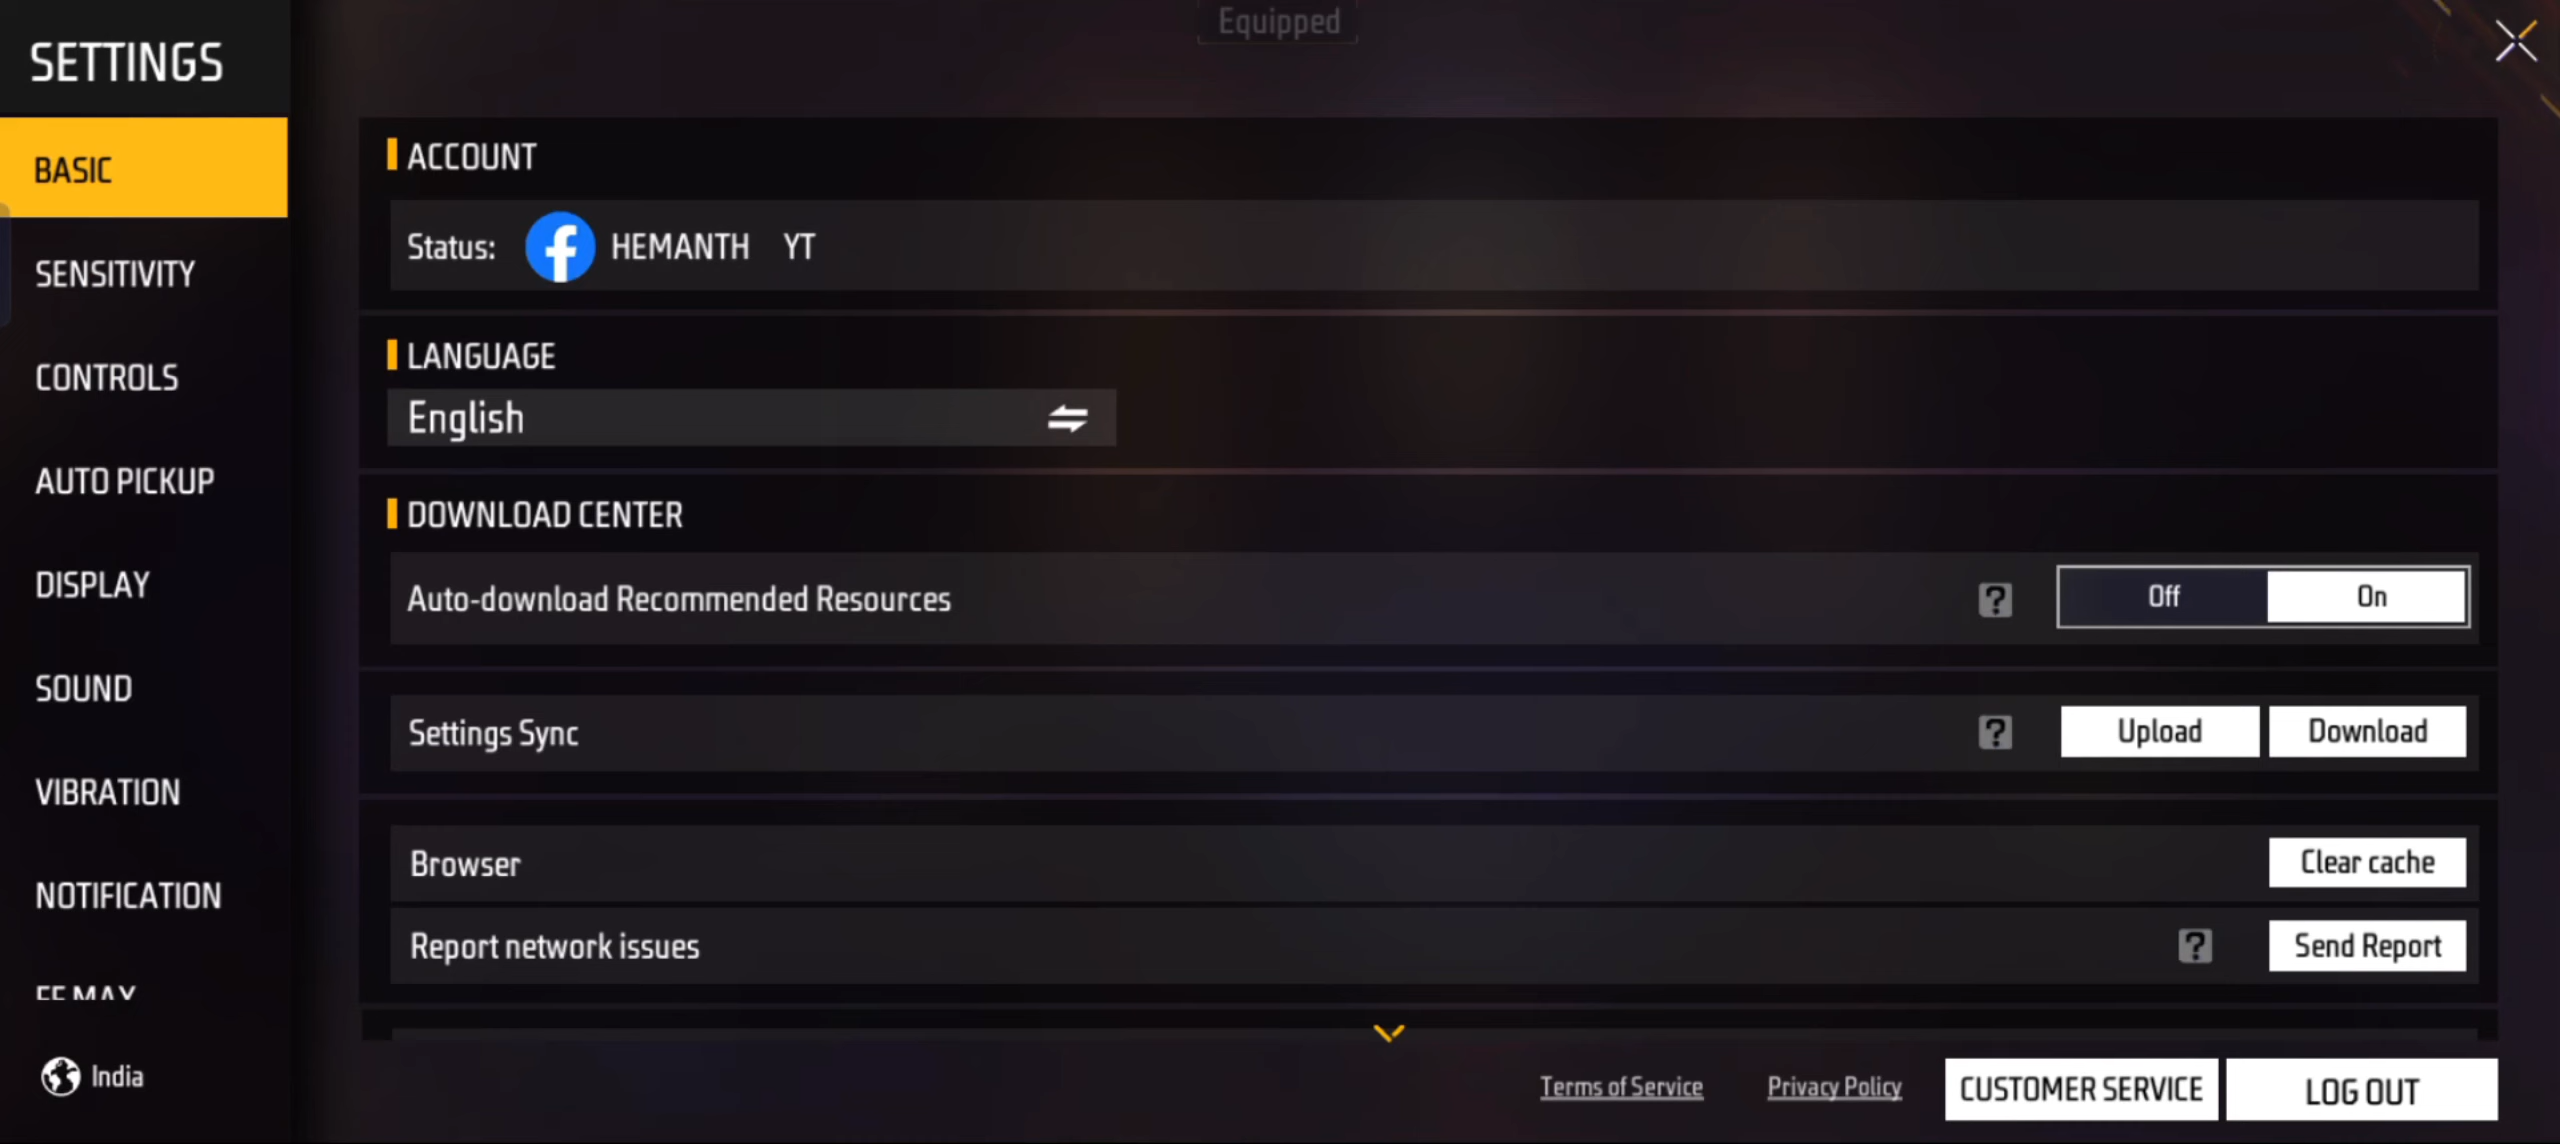 Equipped
SETTINGS
BASIC
SENSITIVITY
CONTROLS
AUTO PICKUP
DISPLAY
SOUND
VIBRATION
NOTIFICATION
FF MAX
India
ACCOUNT
Status: HEMANTH YT
LANGUAGE
English
DOWNLOAD CENTER
Auto-download Recommended Resources ? Off On
Settings Sync ? Upload Download
Browser Clear cache
Report network issues ? Send Report
Terms of Service Privacy Policy CUSTOMER SERVICE LOG OUT